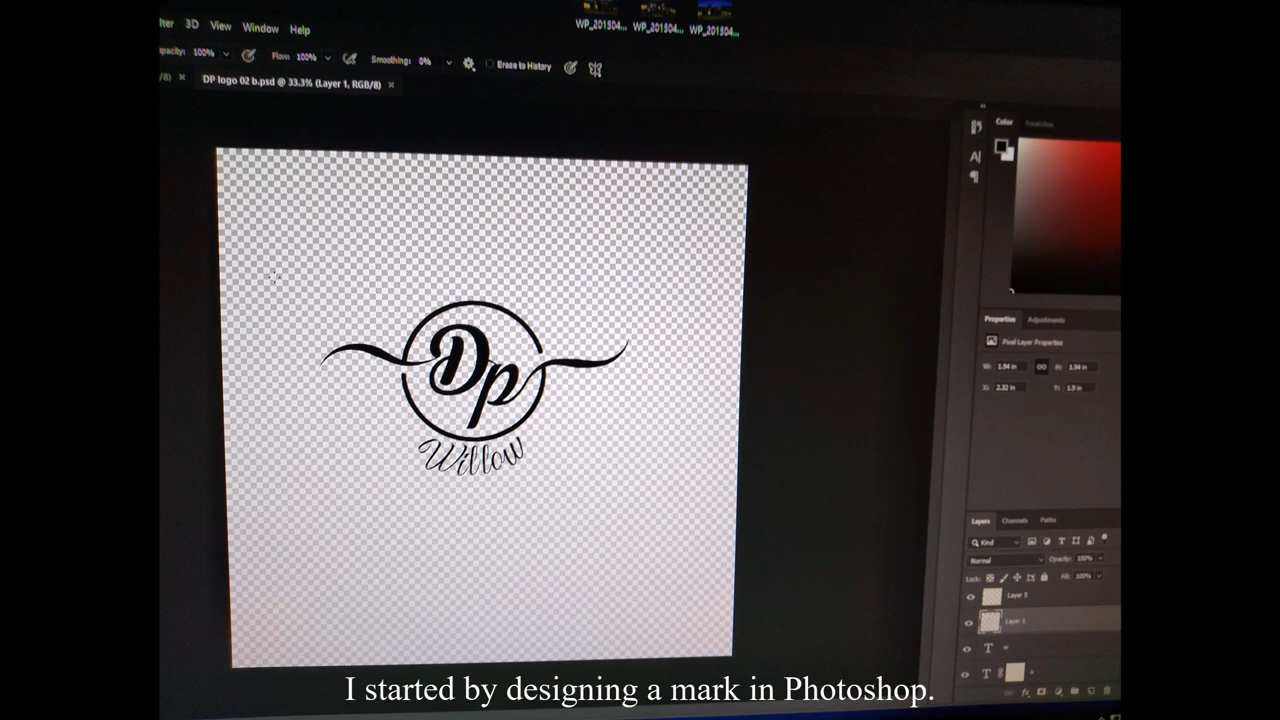 WP_201504... WP_201504... WP_201504...
3D View Window Help
100% Flow: 100% Smoothing: 0% Erase to History
DP logo 02 b.psd @ 33.3% (Layer 1, RGB/8)
Color Swatches
Dp
Willow
Properties Adjustments
Pixel Layer Properties
W: 1.94 in H: 1.94 in
X: 2.32 in Y: 1.9 in
Layers Channels Paths
Kind
Normal Opacity: 100%
Lock: Fill: 100%
Layer 5
Layer 1
I started by designing a mark in Photoshop.